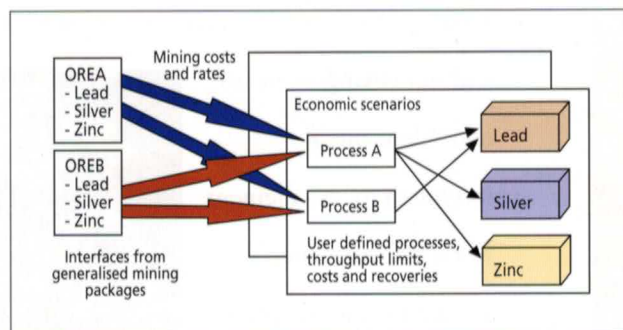 Mining costs
and rates
OREA
- Lead
- Silver
- Zinc
OREB
- Lead
- Silver
- Zinc
Interfaces from
generalised mining
packages
Economic scenarios
Process A
Process B
User defined processes,
throughput limits,
costs and recoveries
Lead
Silver
Zinc